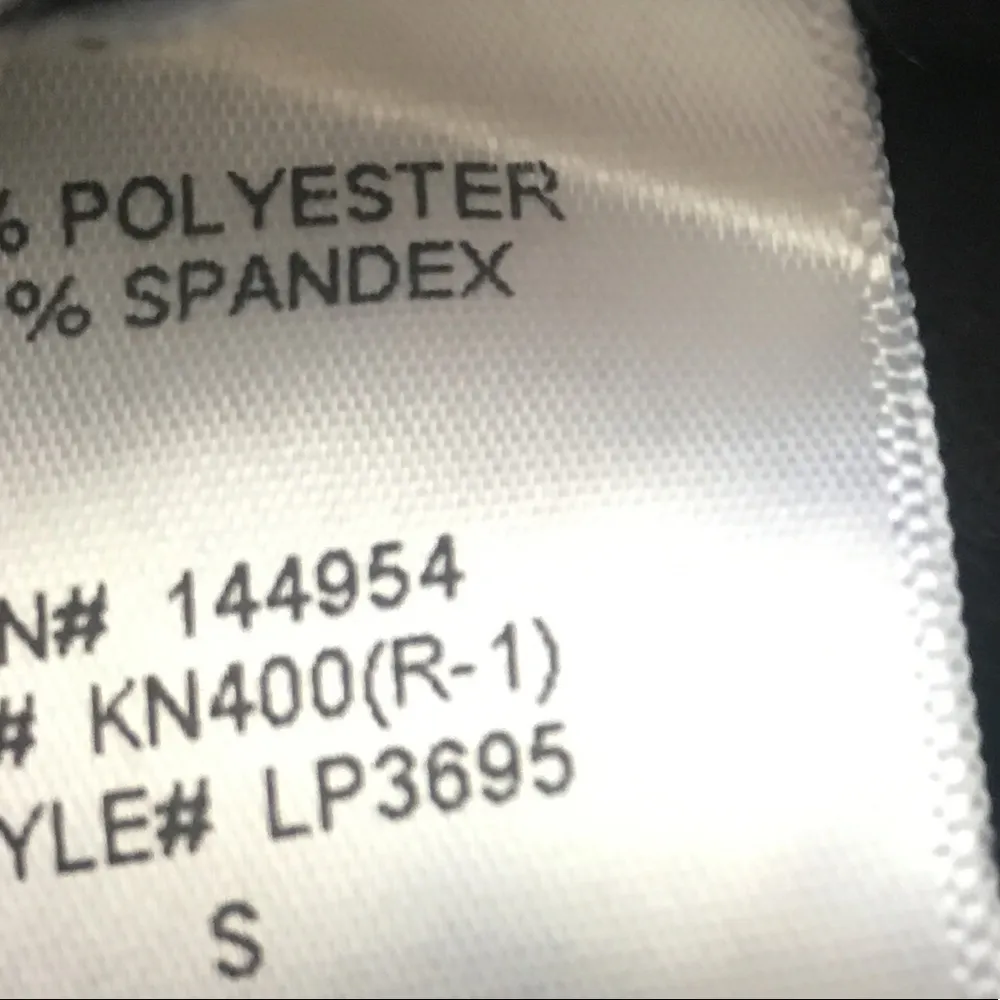 % POLYESTER
% SPANDEX
N# 144954
# KN400(R-1)
YLE# LP3695
S